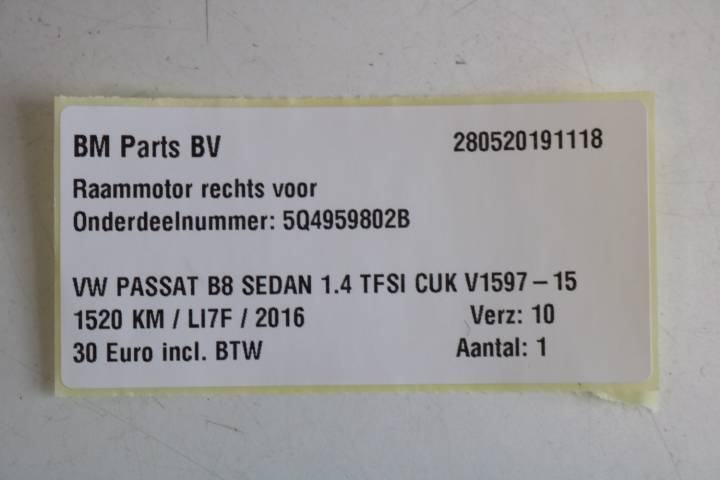 BM Parts BV 280520191118
Raammotor rechts voor
Onderdeelnummer: 5Q4959802B
VW PASSAT B8 SEDAN 1.4 TFSI CUK V1597 – 15
1520 KM / LI7F / 2016 Verz: 10
30 Euro incl. BTW Aantal: 1